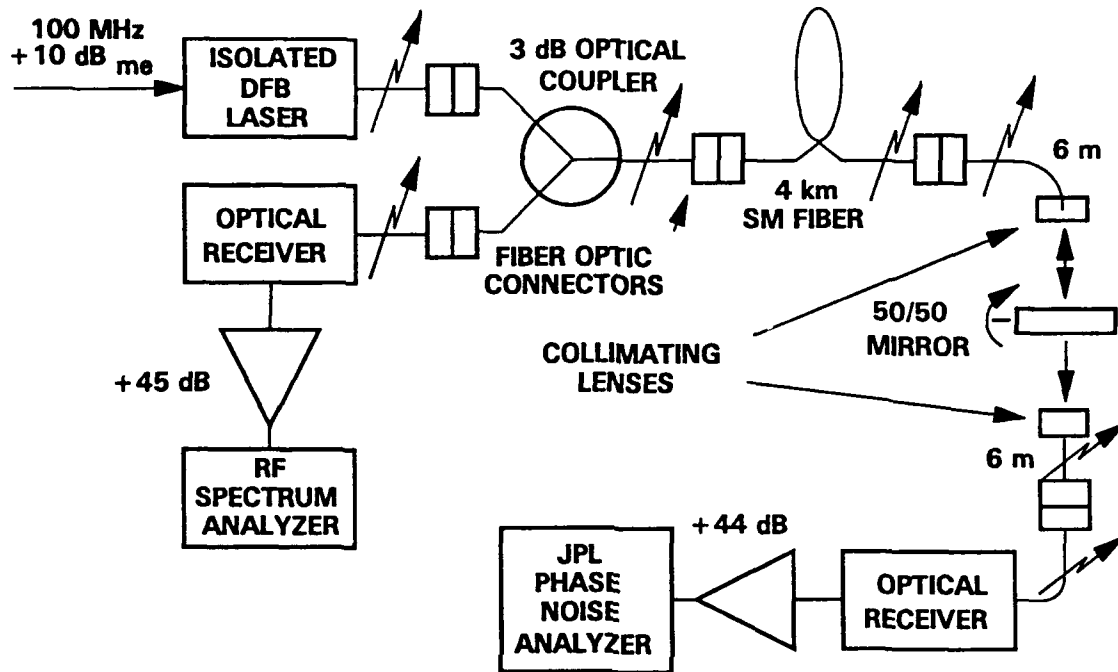 100 MHz
+10 dBme
ISOLATED
DFB
LASER
3 dB OPTICAL
COUPLER
OPTICAL
RECEIVER
FIBER OPTIC
CONNECTORS
4 km
SM FIBER
6 m
50/50
MIRROR
COLLIMATING
LENSES
+45 dB
RF
SPECTRUM
ANALYZER
6 m
+44 dB
JPL
PHASE
NOISE
ANALYZER
OPTICAL
RECEIVER